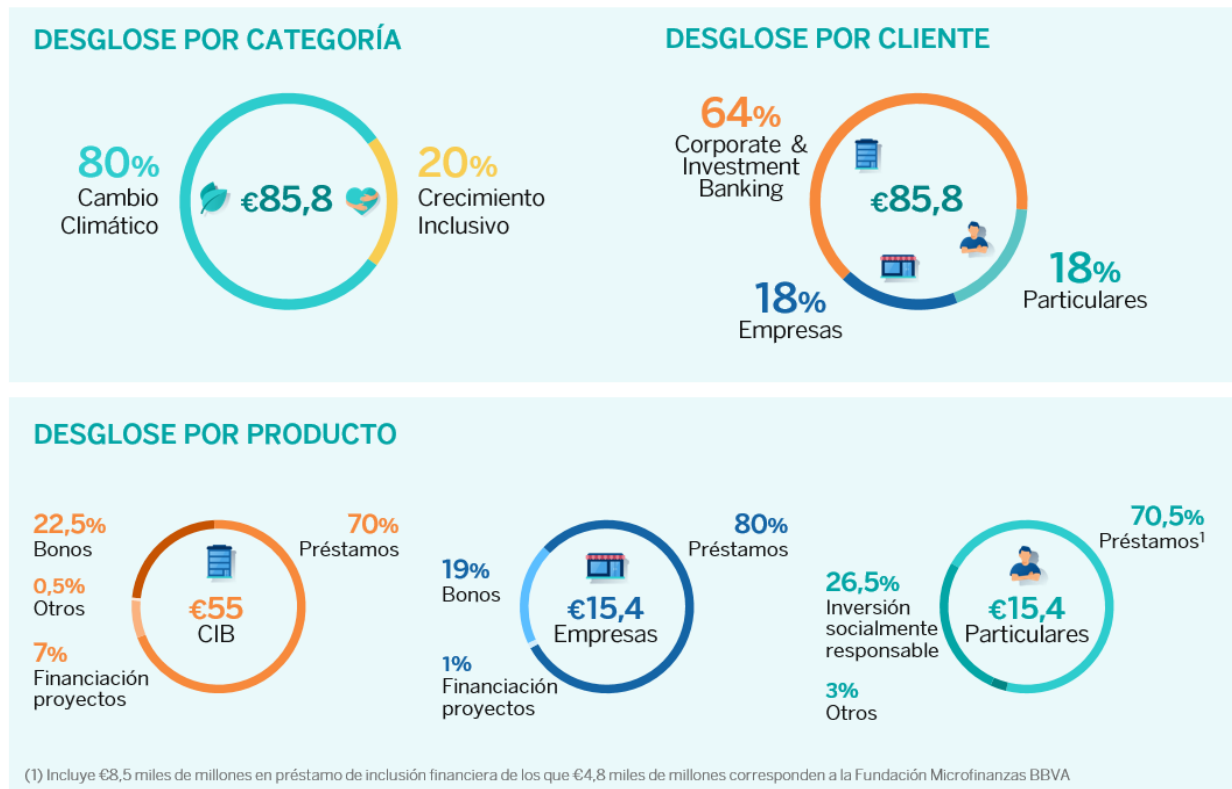 DESGLOSE POR CATEGORÍA
80%
Cambio
Climático
€85,8
20%
Crecimiento
Inclusivo
DESGLOSE POR CLIENTE
64%
Corporate &
Investment
Banking
€85,8
18%
Empresas
18%
Particulares
DESGLOSE POR PRODUCTO
22,5%
Bonos
0,5%
Otros
7%
Financiación
proyectos
€55
CIB
70%
Préstamos
19%
Bonos
1%
Financiación
proyectos
€15,4
Empresas
80%
Préstamos
26,5%
Inversión
socialmente
responsable
3%
Otros
€15,4
Particulares
70,5%
Préstamos¹
(1) Incluye €8,5 miles de millones en préstamo de inclusión financiera de los que €4,8 miles de millones corresponden a la Fundación Microfinanzas BBVA